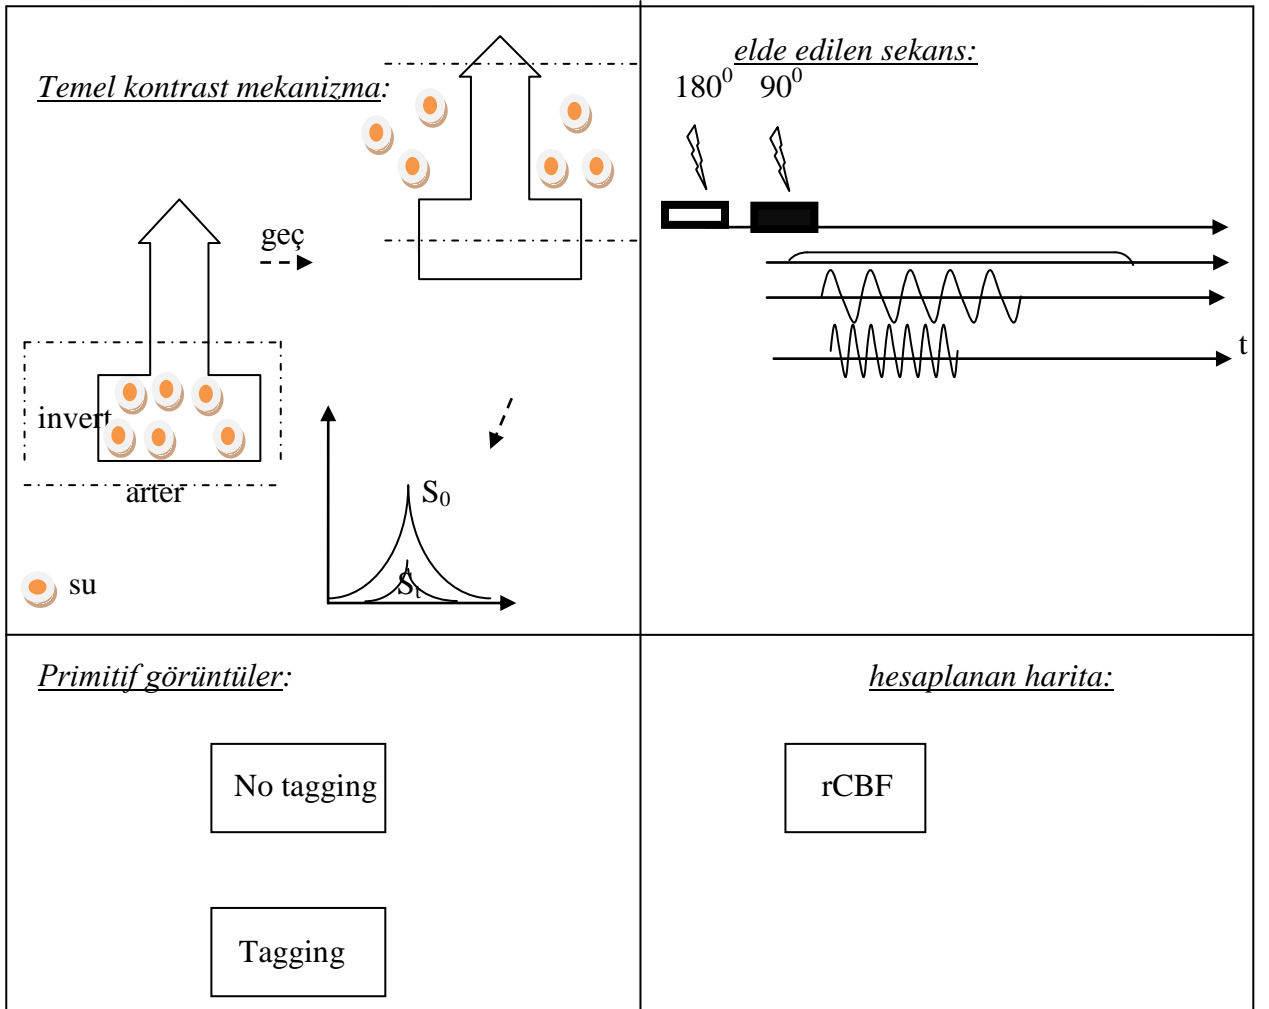 Temel kontrast mekanizma:
geç
invert
arter
S₀
Sₜ
su
elde edilen sekans:
180⁰ 90⁰
t
Primitif görüntüler:
No tagging
Tagging
hesaplanan harita:
rCBF